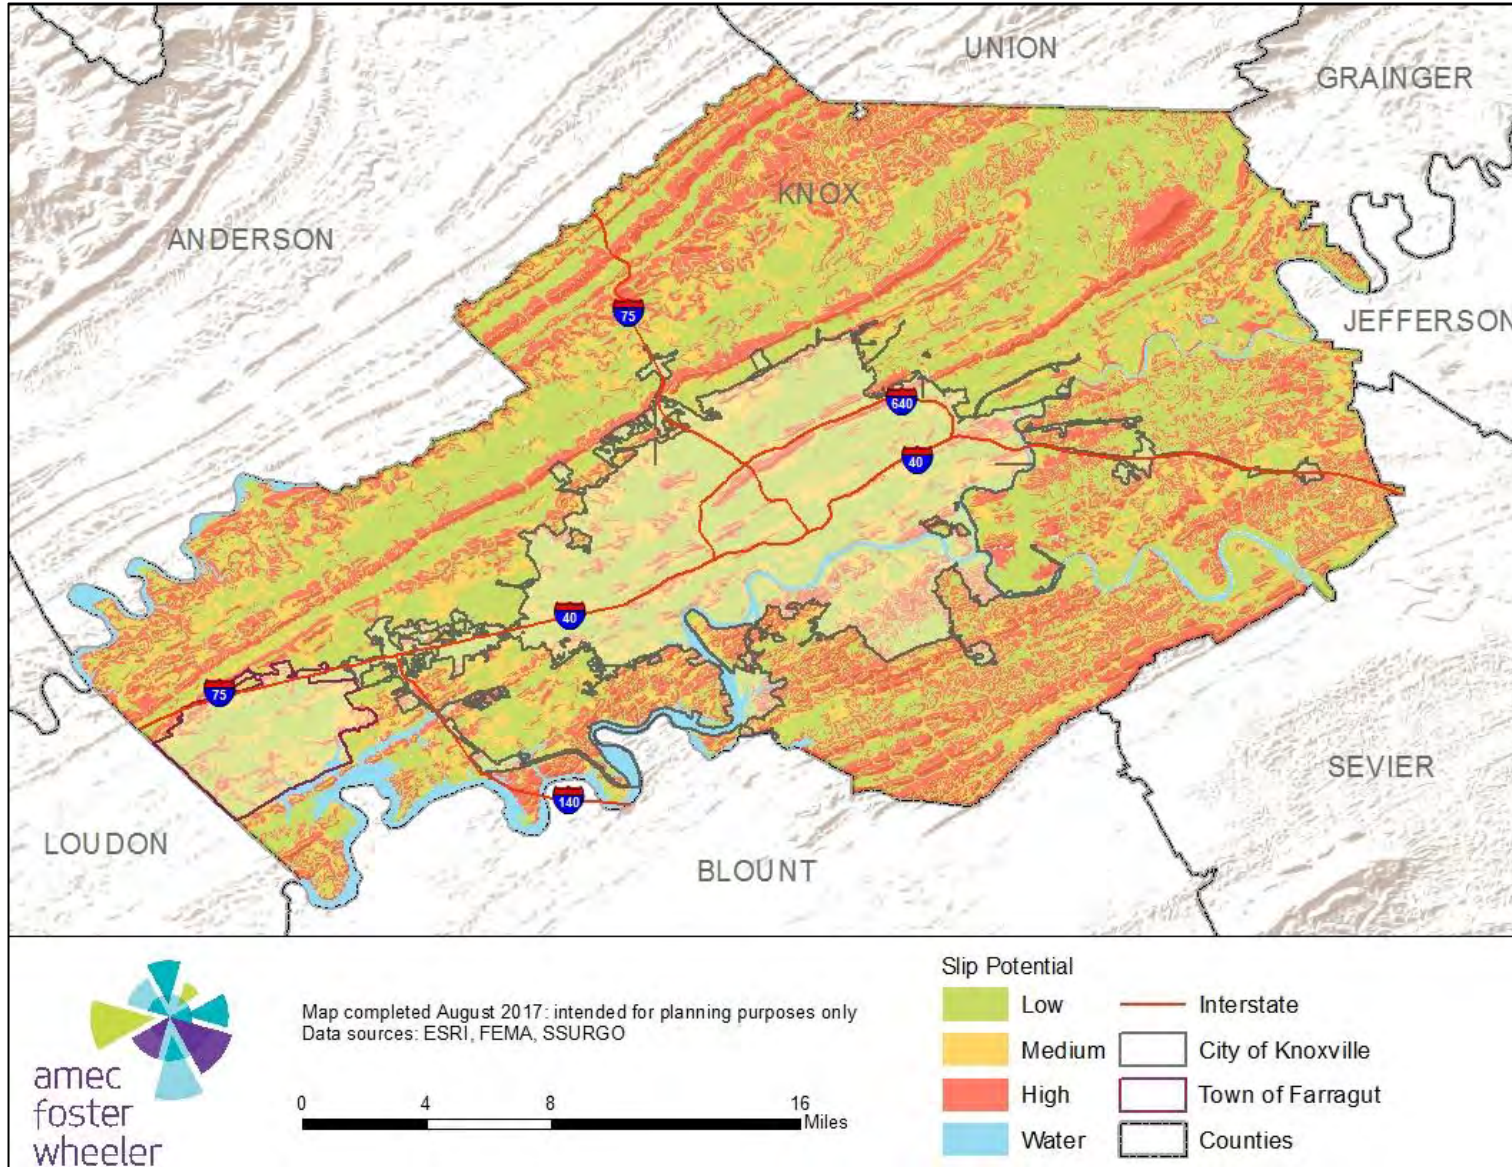 UNION
GRAINGER
KNOX
ANDERSON
75
JEFFERSON
640
40
40
75
SEVIER
140
LOUDON
BLOUNT
amec
foster
wheeler
Map completed August 2017: intended for planning purposes only
Data sources: ESRI, FEMA, SSURGO
0 4 8 16
Miles
Slip Potential
Low
Medium
High
Water
Interstate
City of Knoxville
Town of Farragut
Counties